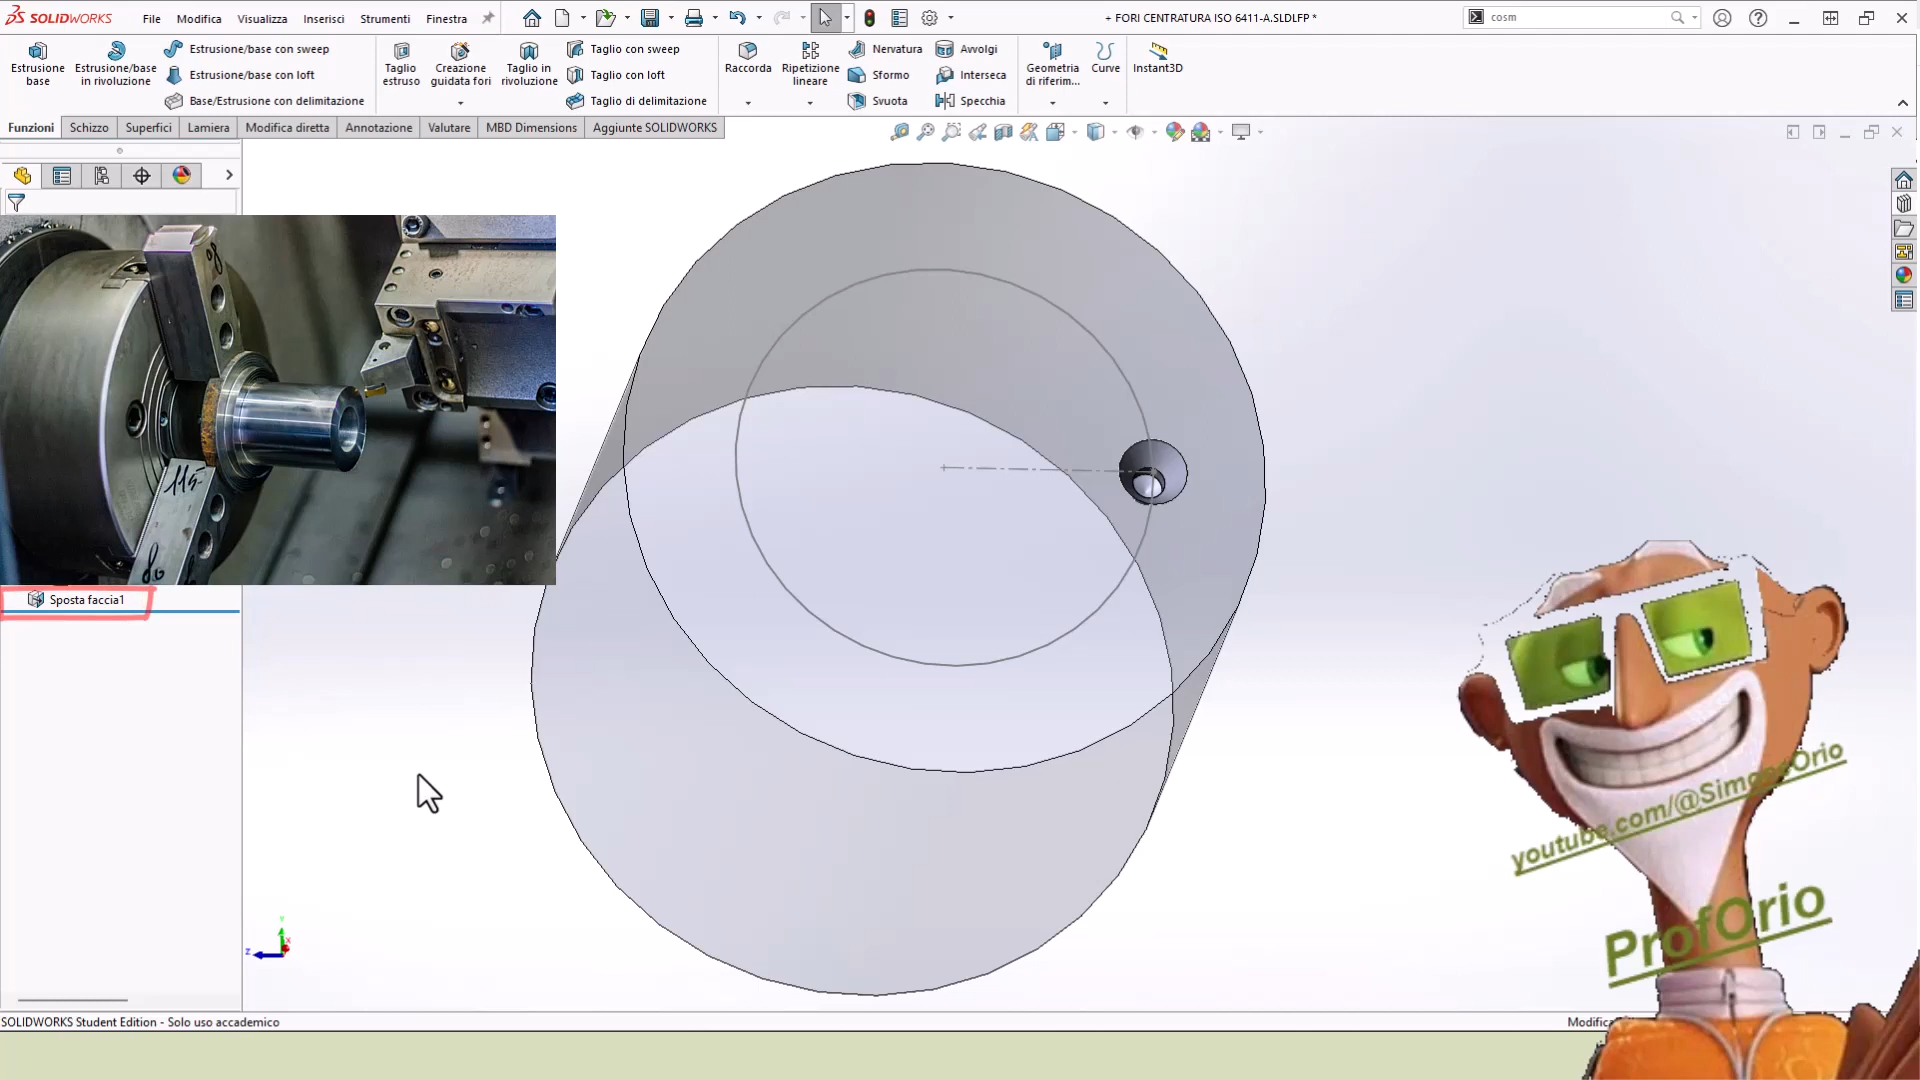 SOLIDWORKS
File
Modifica
Visualizza
Inserisci
Strumenti
Finestra
+ FORI CENTRATURA ISO 6411-A.SLDLFP *
cosm
Estrusione
base
Estrusione/base
in rivoluzione
Estrusione/base con sweep
Estrusione/base con loft
Base/Estrusione con delimitazione
Taglio
estruso
Creazione
guidata fori
Taglio in
rivoluzione
Taglio con sweep
Taglio con loft
Taglio di delimitazione
Raccorda
Ripetizione
lineare
Nervatura
Sformo
Svuota
Avvolgi
Interseca
Specchia
Geometria
di riferim...
Curve
Instant3D
Funzioni
Schizzo
Superfici
Lamiera
Modifica diretta
Annotazione
Valutare
MBD Dimensions
Aggiunte SOLIDWORKS
115
Sposta faccia1
Y
X
Z
youtube.com/@SimoneOrio
ProfOrio
SOLIDWORKS Student Edition - Solo uso accademico
Modifica